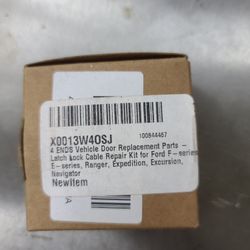 X0013W4OSJ
100844467
4 ENDS Vehicle Door Replacement Parts -
Latch Lock Cable Repair Kit for Ford F-series
E-series, Ranger, Expedition, Excursion,
Navigator
NewItem